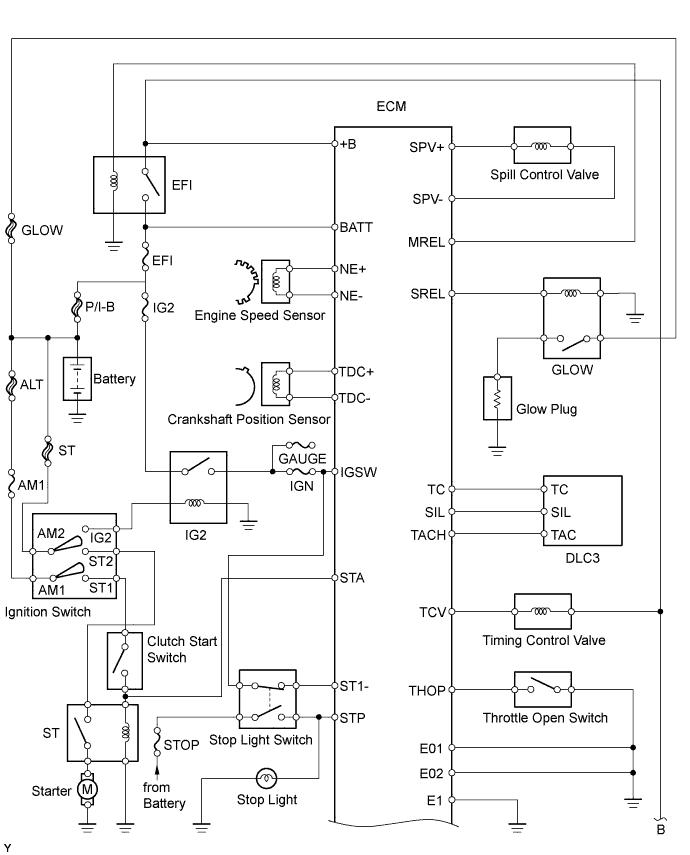 ECM
+B
SPV+
Spill Control Valve
EFI
SPV-
GLOW
BATT
MREL
EFI
NE+
SREL
P/I-B
IG2
NE-
Engine Speed Sensor
GLOW
ALT
Battery
TDC+
TDC-
Crankshaft Position Sensor
Glow Plug
ST
GAUGE
IGSW
IGN
AM1
TC
TC
SIL
SIL
TACH
TAC
IG2
DLC3
AM2
IG2
ST2
AM1
ST1
Ignition Switch
STA
TCV
Timing Control Valve
Clutch Start
Switch
ST1-
THOP
STP
Throttle Open Switch
ST
STOP
Stop Light Switch
E01
E02
Starter
M
from
Battery
Stop Light
E1
B
Y